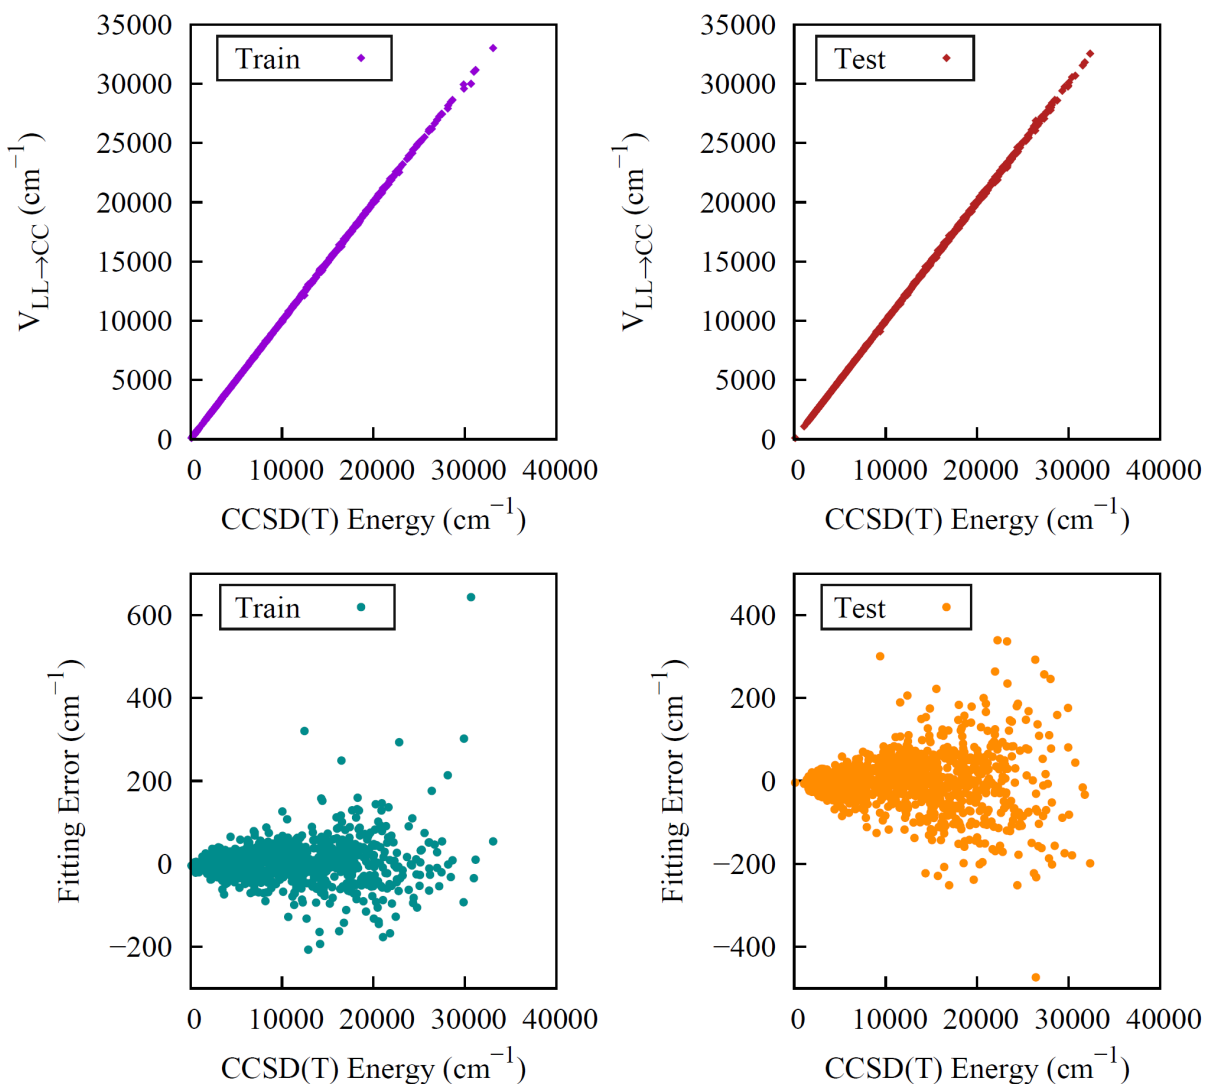 35000
30000
25000
20000
15000
10000
5000
0
V_LL→CC (cm⁻¹)
Train
0 10000 20000 30000 40000
CCSD(T) Energy (cm⁻¹)
35000
30000
25000
20000
15000
10000
5000
0
V_LL→CC (cm⁻¹)
Test
0 10000 20000 30000 40000
CCSD(T) Energy (cm⁻¹)
600
400
200
0
−200
Fitting Error (cm⁻¹)
Train
0 10000 20000 30000 40000
CCSD(T) Energy (cm⁻¹)
400
200
0
−200
−400
Fitting Error (cm⁻¹)
Test
0 10000 20000 30000 40000
CCSD(T) Energy (cm⁻¹)